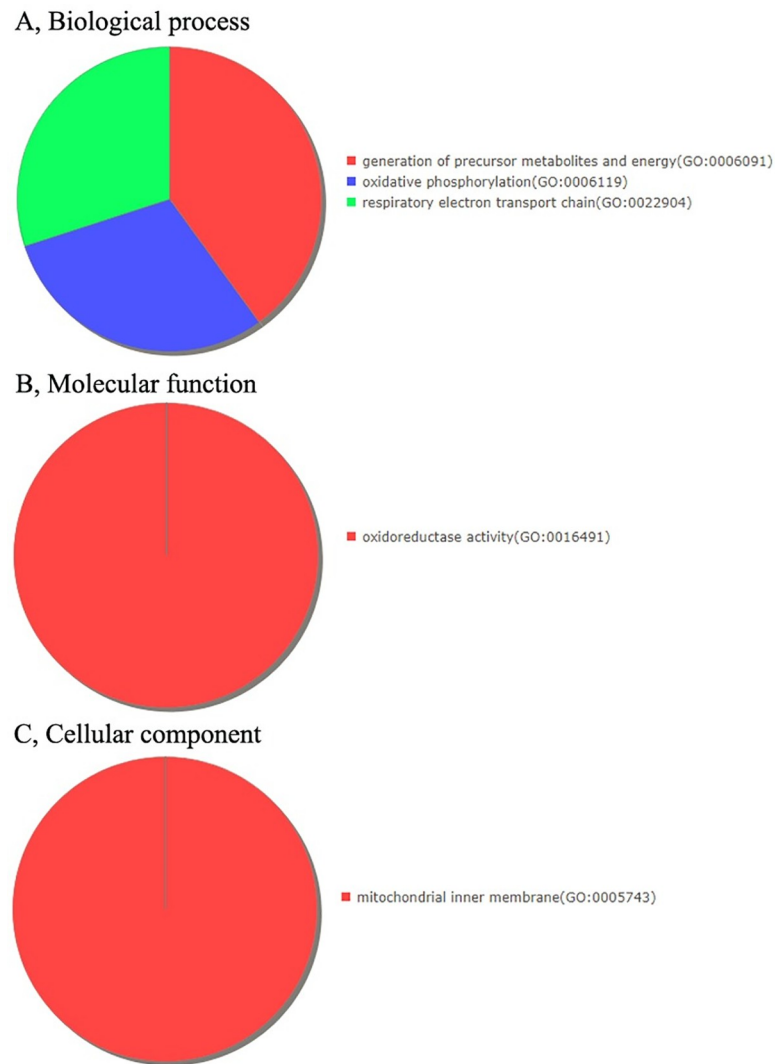 A, Biological process
generation of precursor metabolites and energy(GO:0006091)
oxidative phosphorylation(GO:0006119)
respiratory electron transport chain(GO:0022904)
B, Molecular function
oxidoreductase activity(GO:0016491)
C, Cellular component
mitochondrial inner membrane(GO:0005743)